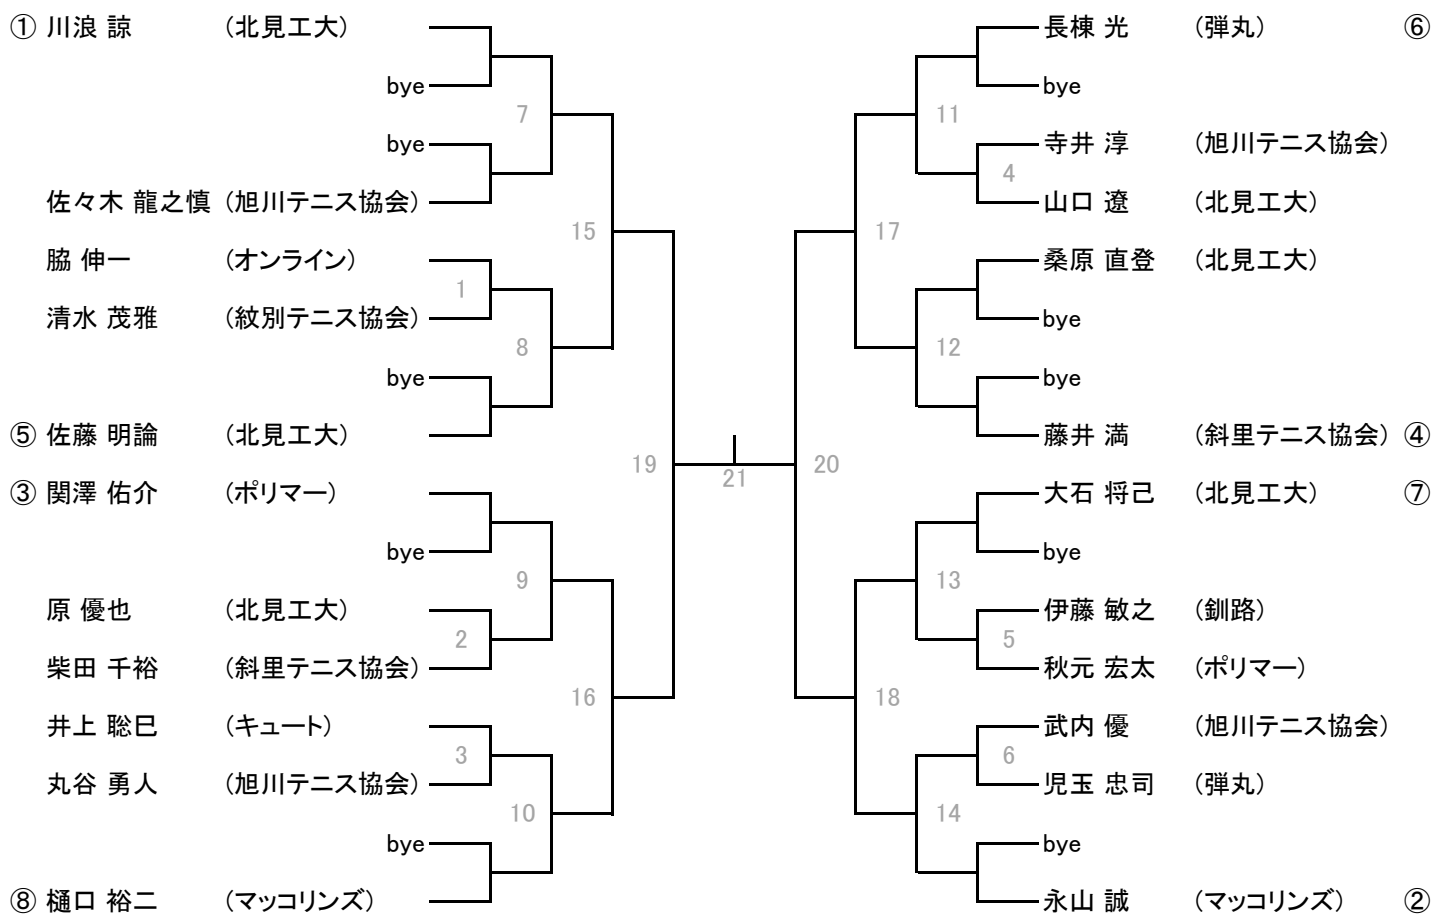 ① 川浪 諒 (北見工大)
bye
7
bye
佐々木 龍之慎 (旭川テニス協会)
15
脇 伸一 (オンライン)
1
清水 茂雅 (紋別テニス協会)
8
bye
⑤ 佐藤 明論 (北見工大)
19
③ 関澤 佑介 (ポリマー)
bye
9
原 優也 (北見工大)
2
柴田 千裕 (斜里テニス協会)
16
井上 聡巳 (キュート)
3
丸谷 勇人 (旭川テニス協会)
10
bye
⑧ 樋口 裕二 (マッコリンズ)
21
長棟 光 (弾丸) ⑥
bye
11
寺井 淳 (旭川テニス協会)
4
山口 遼 (北見工大)
17
桑原 直登 (北見工大)
bye
12
bye
藤井 満 (斜里テニス協会) ④
20
大石 将己 (北見工大) ⑦
bye
13
伊藤 敏之 (釧路)
5
秋元 宏太 (ポリマー)
18
武内 優 (旭川テニス協会)
6
児玉 忠司 (弾丸)
14
bye
永山 誠 (マッコリンズ) ②